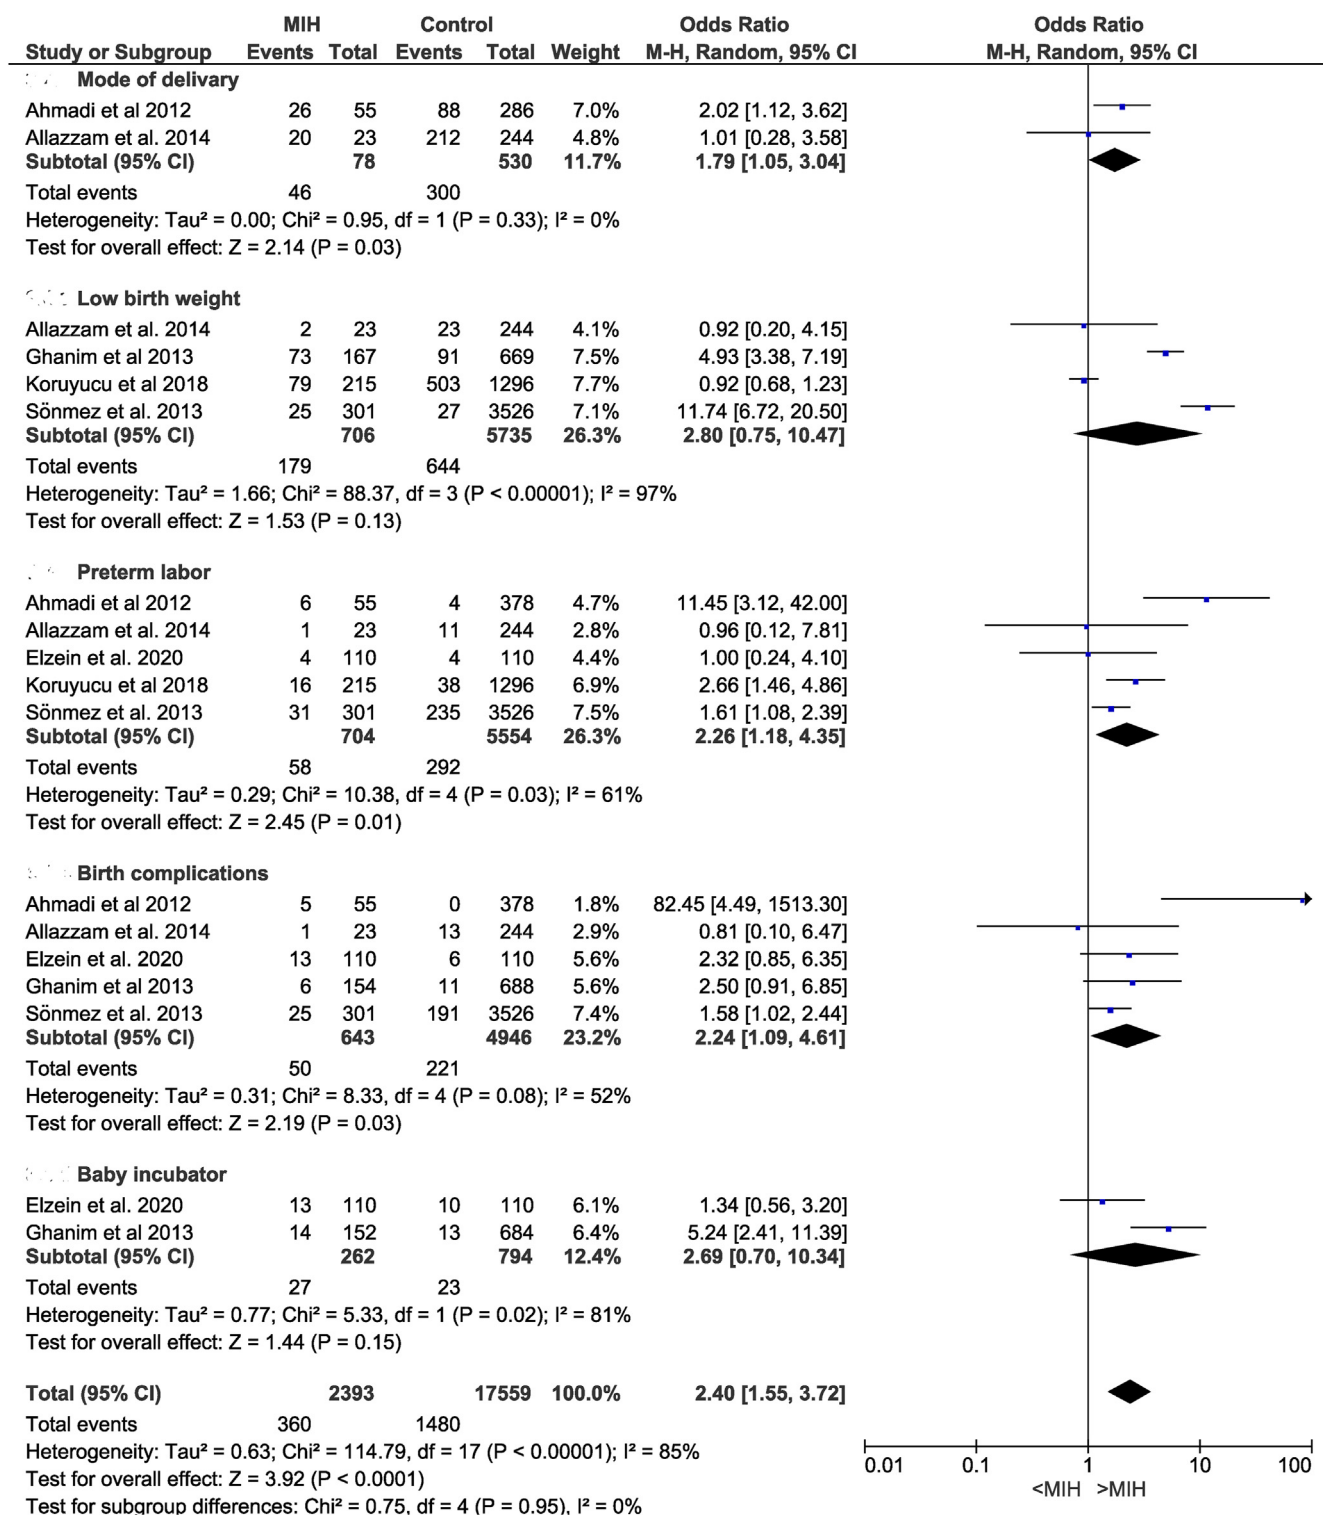 MIH Control Odds Ratio Odds Ratio
Study or Subgroup Events Total Events Total Weight M-H, Random, 95% CI M-H, Random, 95% CI
Mode of delivary
Ahmadi et al 2012 26 55 88 286 7.0% 2.02 [1.12, 3.62]
Allazzam et al. 2014 20 23 212 244 4.8% 1.01 [0.28, 3.58]
Subtotal (95% CI) 78 530 11.7% 1.79 [1.05, 3.04]
Total events 46 300
Heterogeneity: Tau² = 0.00; Chi² = 0.95, df = 1 (P = 0.33); I² = 0%
Test for overall effect: Z = 2.14 (P = 0.03)
Low birth weight
Allazzam et al. 2014 2 23 23 244 4.1% 0.92 [0.20, 4.15]
Ghanim et al 2013 73 167 91 669 7.5% 4.93 [3.38, 7.19]
Koruyucu et al 2018 79 215 503 1296 7.7% 0.92 [0.68, 1.23]
Sönmez et al. 2013 25 301 27 3526 7.1% 11.74 [6.72, 20.50]
Subtotal (95% CI) 706 5735 26.3% 2.80 [0.75, 10.47]
Total events 179 644
Heterogeneity: Tau² = 1.66; Chi² = 88.37, df = 3 (P < 0.00001); I² = 97%
Test for overall effect: Z = 1.53 (P = 0.13)
Preterm labor
Ahmadi et al 2012 6 55 4 378 4.7% 11.45 [3.12, 42.00]
Allazzam et al. 2014 1 23 11 244 2.8% 0.96 [0.12, 7.81]
Elzein et al. 2020 4 110 4 110 4.4% 1.00 [0.24, 4.10]
Koruyucu et al 2018 16 215 38 1296 6.9% 2.66 [1.46, 4.86]
Sönmez et al. 2013 31 301 235 3526 7.5% 1.61 [1.08, 2.39]
Subtotal (95% CI) 704 5554 26.3% 2.26 [1.18, 4.35]
Total events 58 292
Heterogeneity: Tau² = 0.29; Chi² = 10.38, df = 4 (P = 0.03); I² = 61%
Test for overall effect: Z = 2.45 (P = 0.01)
Birth complications
Ahmadi et al 2012 5 55 0 378 1.8% 82.45 [4.49, 1513.30]
Allazzam et al. 2014 1 23 13 244 2.9% 0.81 [0.10, 6.47]
Elzein et al. 2020 13 110 6 110 5.6% 2.32 [0.85, 6.35]
Ghanim et al 2013 6 154 11 688 5.6% 2.50 [0.91, 6.85]
Sönmez et al. 2013 25 301 191 3526 7.4% 1.58 [1.02, 2.44]
Subtotal (95% CI) 643 4946 23.2% 2.24 [1.09, 4.61]
Total events 50 221
Heterogeneity: Tau² = 0.31; Chi² = 8.33, df = 4 (P = 0.08); I² = 52%
Test for overall effect: Z = 2.19 (P = 0.03)
Baby incubator
Elzein et al. 2020 13 110 10 110 6.1% 1.34 [0.56, 3.20]
Ghanim et al 2013 14 152 13 684 6.4% 5.24 [2.41, 11.39]
Subtotal (95% CI) 262 794 12.4% 2.69 [0.70, 10.34]
Total events 27 23
Heterogeneity: Tau² = 0.77; Chi² = 5.33, df = 1 (P = 0.02); I² = 81%
Test for overall effect: Z = 1.44 (P = 0.15)
Total (95% CI) 2393 17559 100.0% 2.40 [1.55, 3.72]
Total events 360 1480
Heterogeneity: Tau² = 0.63; Chi² = 114.79, df = 17 (P < 0.00001); I² = 85%
Test for overall effect: Z = 3.92 (P < 0.0001)
Test for subgroup differences: Chi² = 0.75, df = 4 (P = 0.95), I² = 0%
0.01 0.1 1 10 100
<MIH >MIH